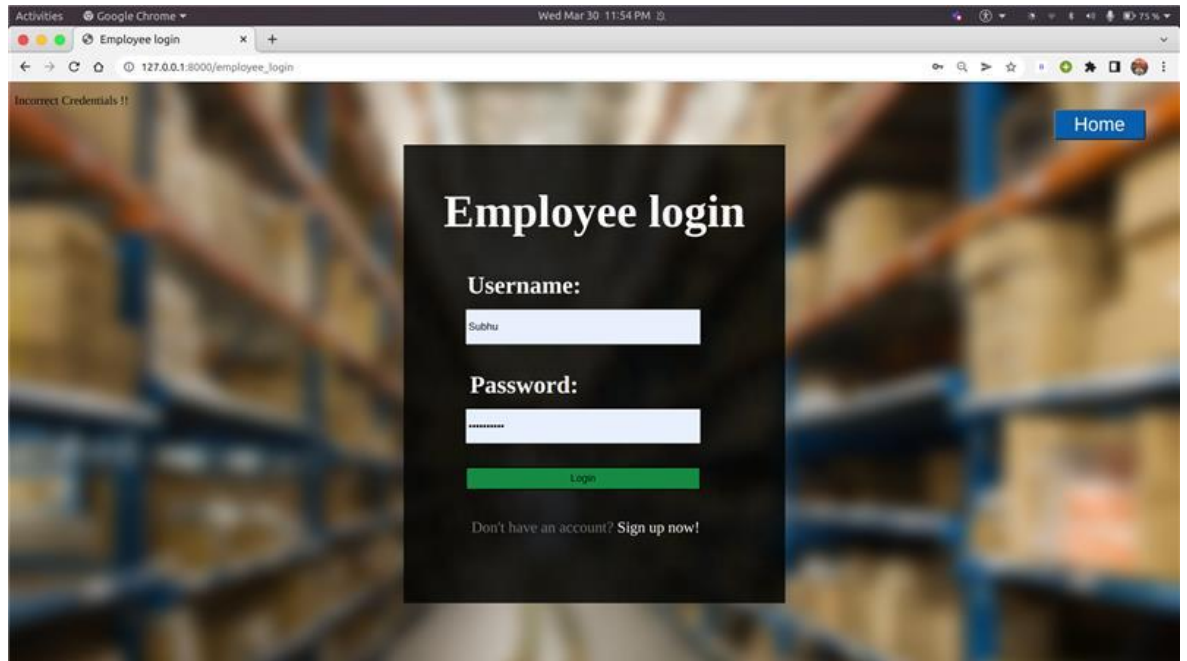 Activities Google Chrome Wed Mar 30 11:54 PM 75 %
Employee login
127.0.0.1:8000/employee_login
Incorrect Credentials !!
Home
Employee login
Username:
Subhu
Password:
••••••••••
Login
Don't have an account? Sign up now!